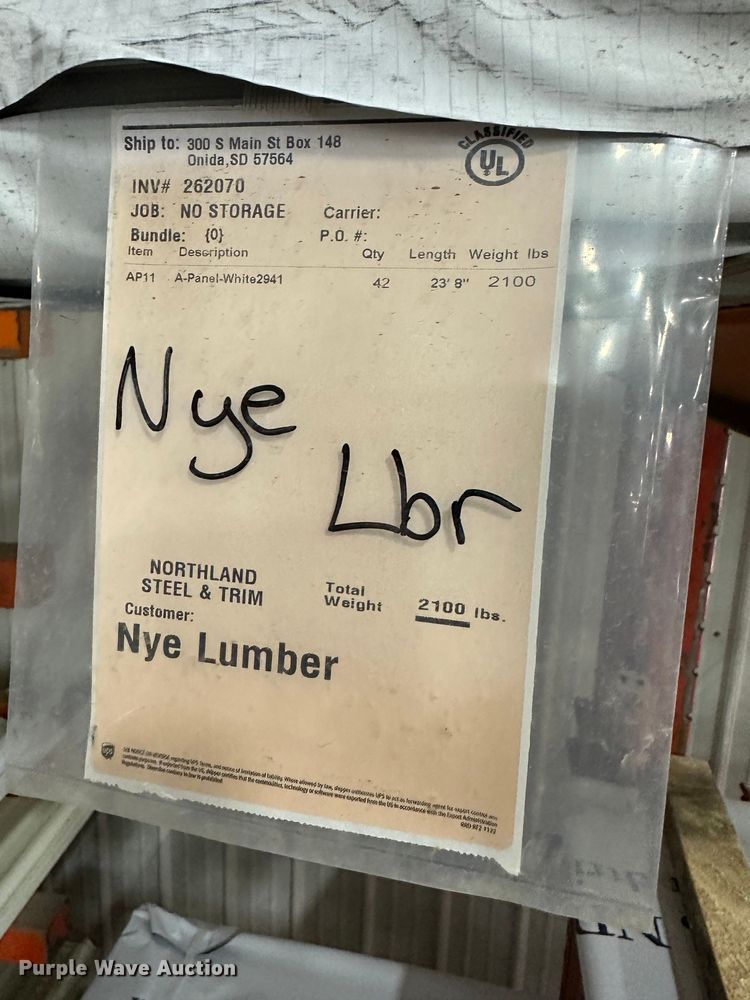 Ship to: 300 S Main St Box 148
Onida, SD 57564
CLASSIFIED
UL
INV# 262070
JOB: NO STORAGE Carrier:
Bundle: {0} P.O. #:
Item Description Qty Length Weight lbs
AP11 A-Panel-White2941 42 23' 8" 2100
Nye
Lbr
NORTHLAND
STEEL & TRIM
Total
Weight 2100 lbs.
Customer:
Nye Lumber
ups
Purple Wave Auction